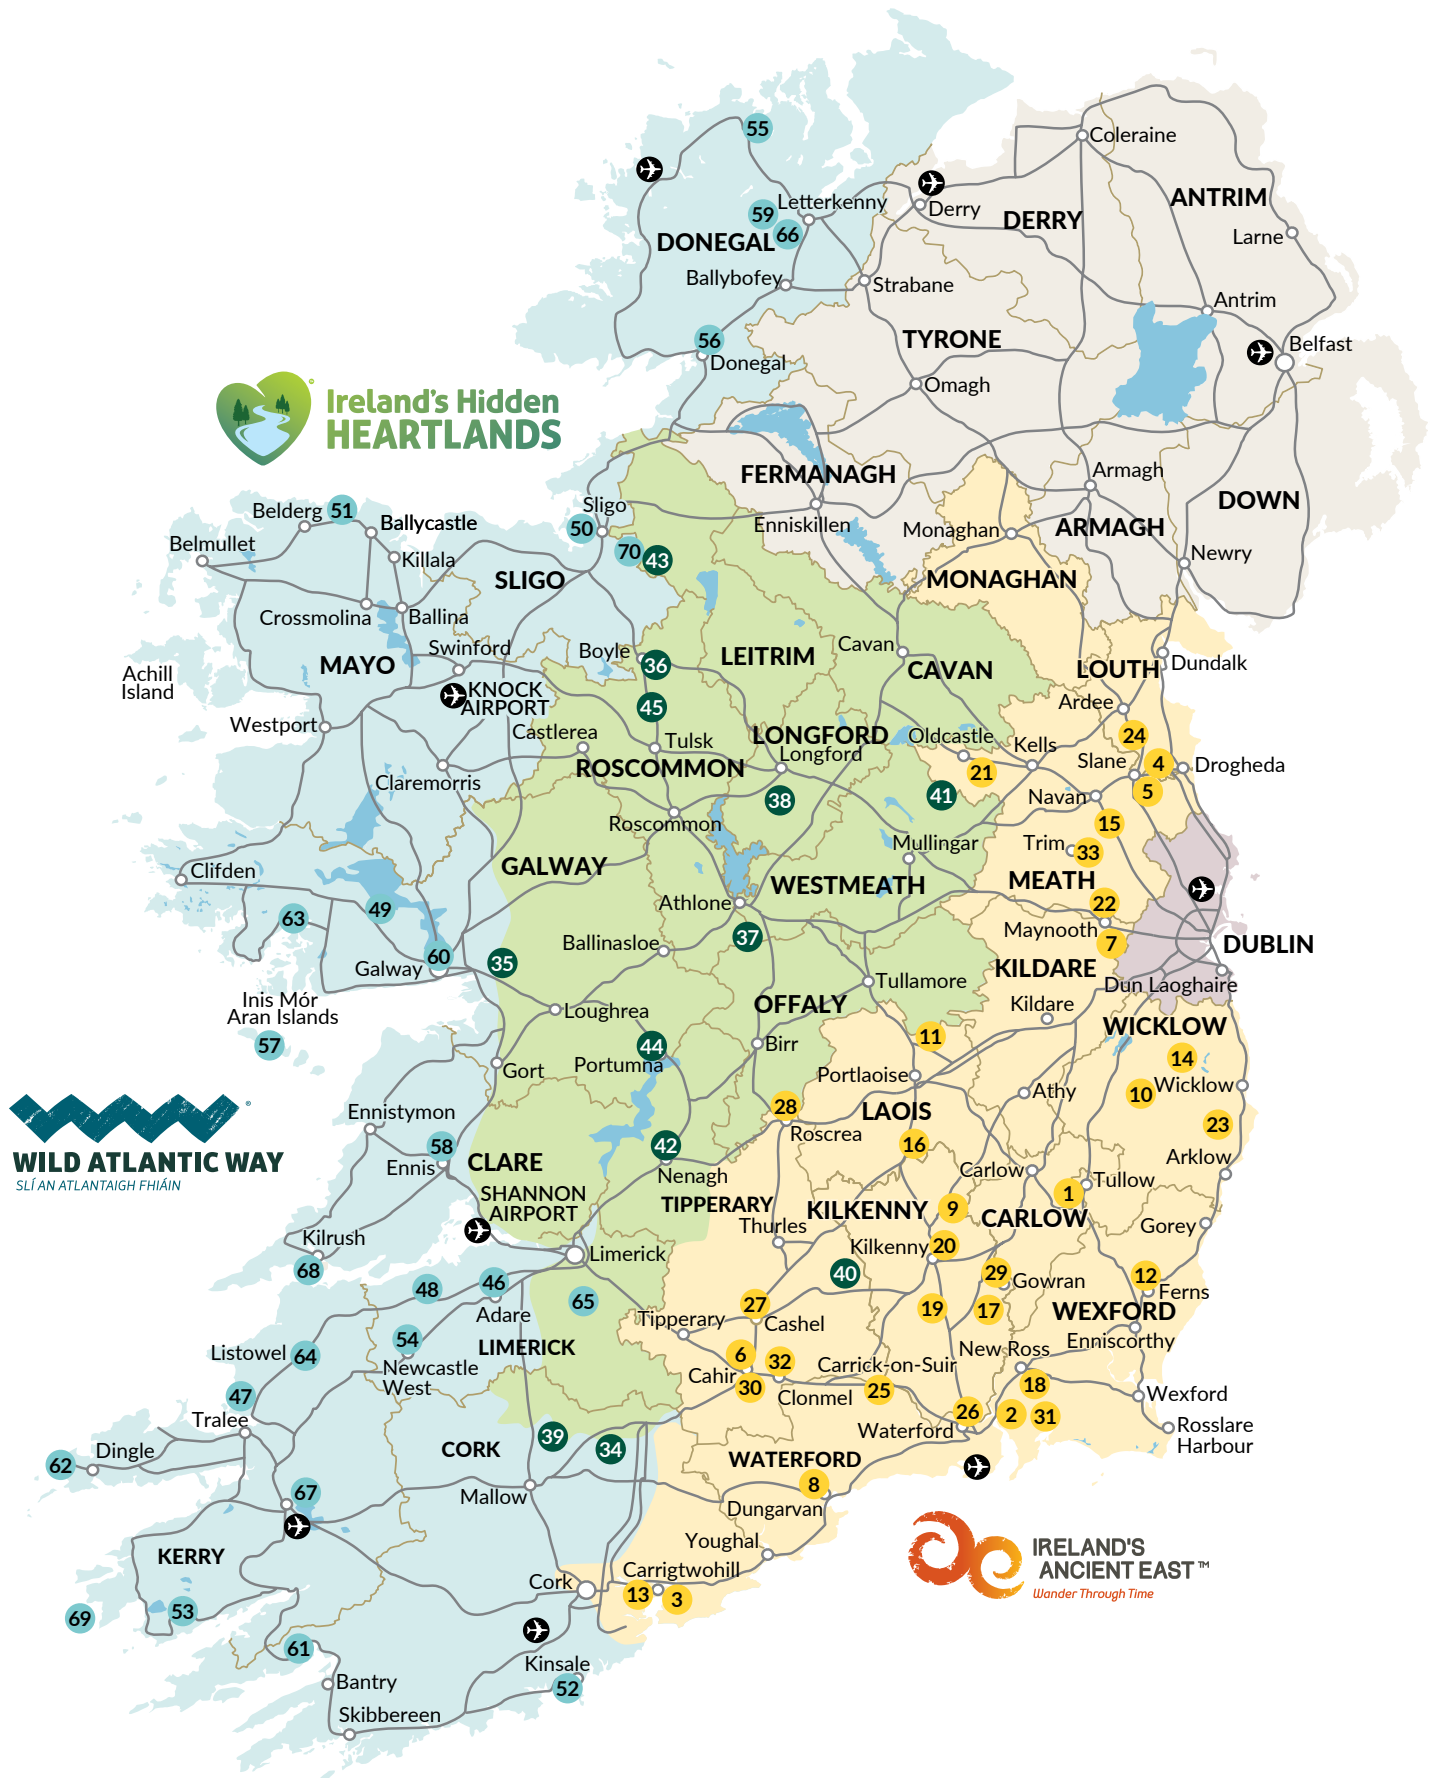 55
Coleraine
ANTRIM
Letterkenny
59
Derry
DERRY
66
DONEGAL
Larne
Ballybofey
Strabane
Antrim
56
TYRONE
Belfast
Donegal
Omagh
Ireland's Hidden
HEARTLANDS
Armagh
FERMANAGH
DOWN
Sligo
Belderg
51
Ballycastle
50
Enniskillen
Monaghan
ARMAGH
Belmullet
Killala
70
43
Newry
SLIGO
MONAGHAN
Crossmolina
Ballina
Swinford
Boyle
36
LEITRIM
Cavan
CAVAN
LOUTH
Dundalk
MAYO
Achill
Island
KNOCK
AIRPORT
45
Ardee
Westport
Castlerea
Tulsk
LONGFORD
Longford
Oldcastle
Kells
24
Slane
4
Drogheda
ROSCOMMON
21
Claremorris
38
41
Navan
5
Roscommon
15
Mullingar
Trim
33
Clifden
GALWAY
WESTMEATH
MEATH
63
49
Athlone
22
Maynooth
7
37
Ballinasloe
DUBLIN
60
Galway
35
KILDARE
Tullamore
Dun Laoghaire
Inis Mór
Aran Islands
57
Loughrea
OFFALY
Kildare
WICKLOW
44
Portumna
Birr
11
14
Gort
Portlaoise
Athy
10
Wicklow
WILD ATLANTIC WAY
SLÍ AN ATLANTAIGH FHIÁIN
Ennistymon
58
Ennis
28
Roscrea
LAOIS
23
16
CLARE
42
Nenagh
Carlow
Arklow
SHANNON
AIRPORT
TIPPERARY
Thurles
KILKENNY
9
CARLOW
1
Tullow
Gorey
Kilrush
68
Limerick
Kilkenny
20
40
29
Gowran
12
Ferns
48
46
Adare
65
27
Cashel
19
17
WEXFORD
Enniscorthy
Tipperary
54
Newcastle
West
LIMERICK
Listowel
64
6
32
Cahir
30
Clonmel
Carrick-on-Suir
25
New Ross
18
47
Tralee
26
Waterford
2
31
Wexford
Rosslare
Harbour
Dingle
62
39
34
CORK
WATERFORD
8
Dungarvan
67
Mallow
Youghal
IRELAND'S
ANCIENT EAST™
Wander Through Time
KERRY
Cork
Carrigtwohill
13
3
69
53
61
Kinsale
52
Bantry
Skibbereen